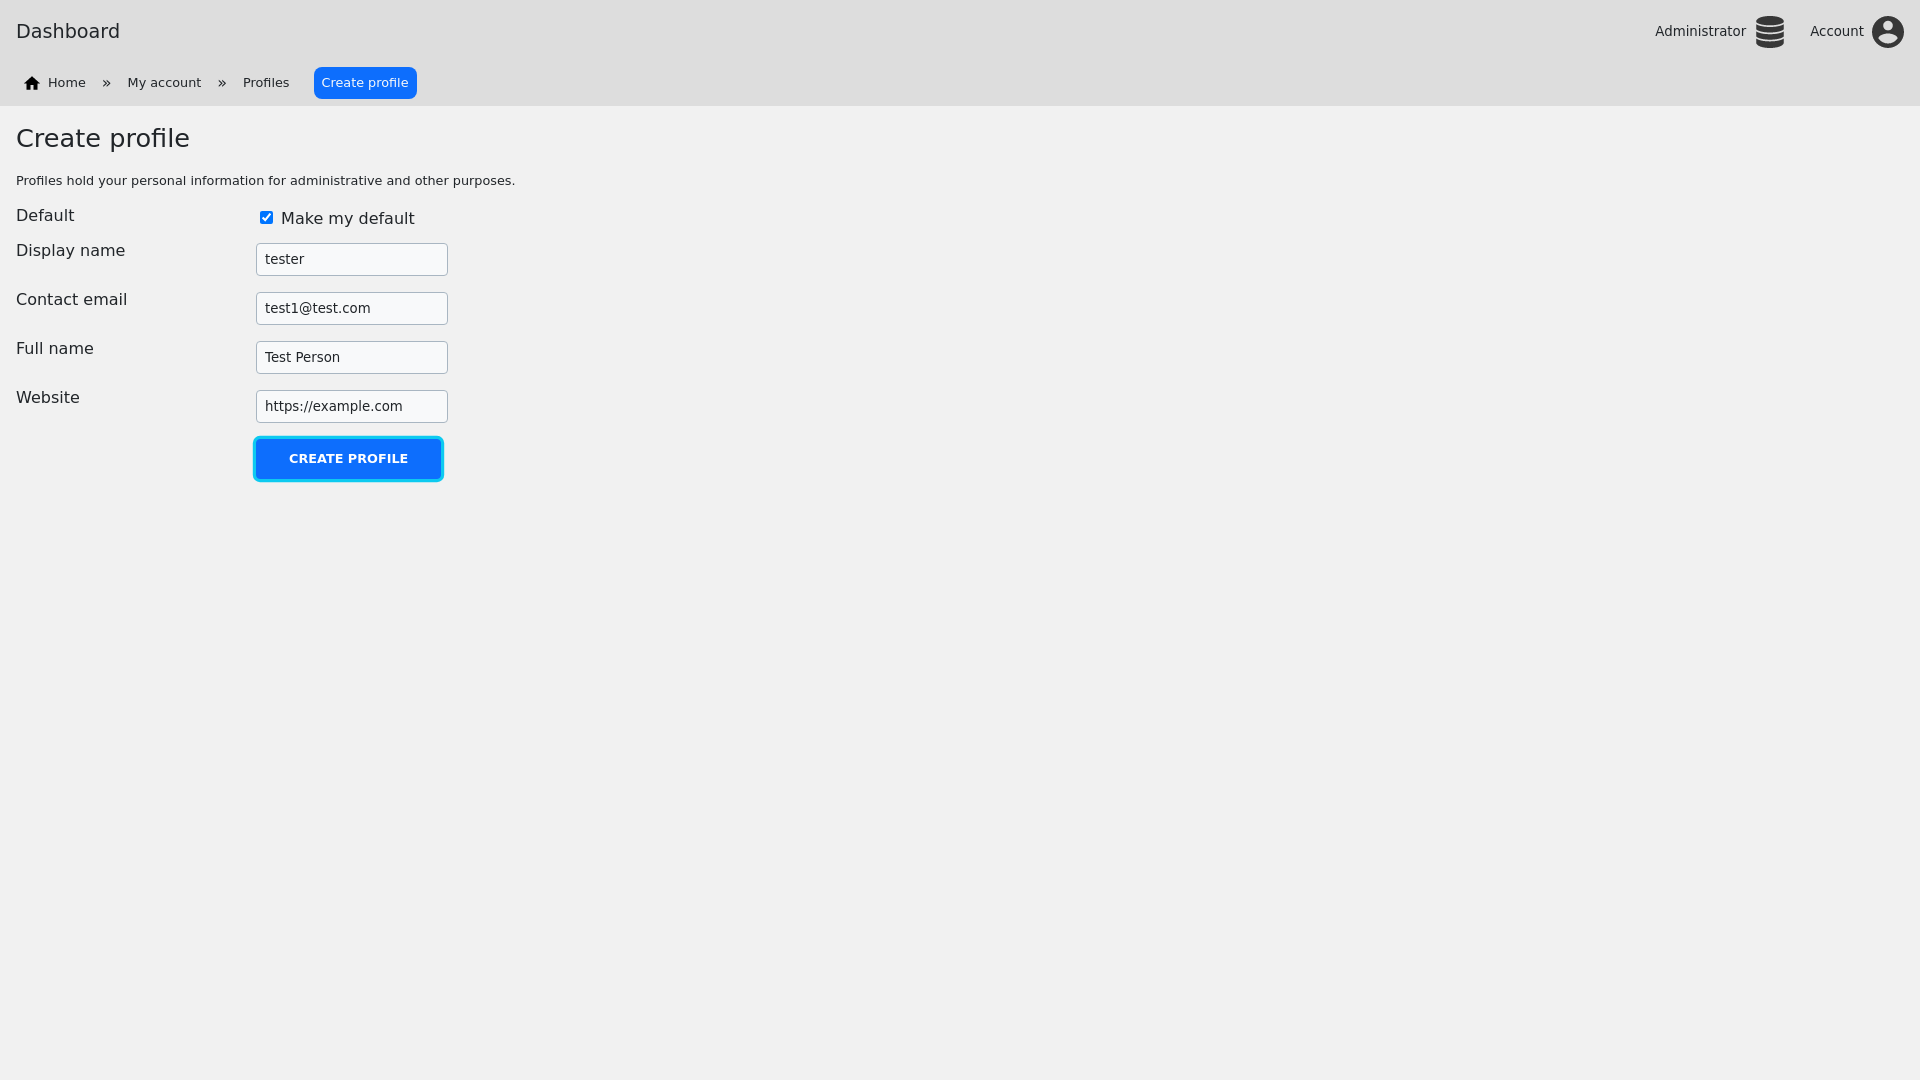 Dashboard
Administrator
Account
Home » My account » Profiles Create profile
Create profile
Profiles hold your personal information for administrative and other purposes.
Default Make my default
Display name tester
Contact email test1@test.com
Full name Test Person
Website https://example.com
CREATE PROFILE